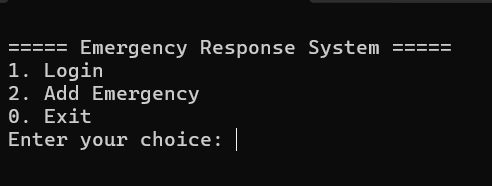 ===== Emergency Response System =====
1. Login
2. Add Emergency
0. Exit
Enter your choice: